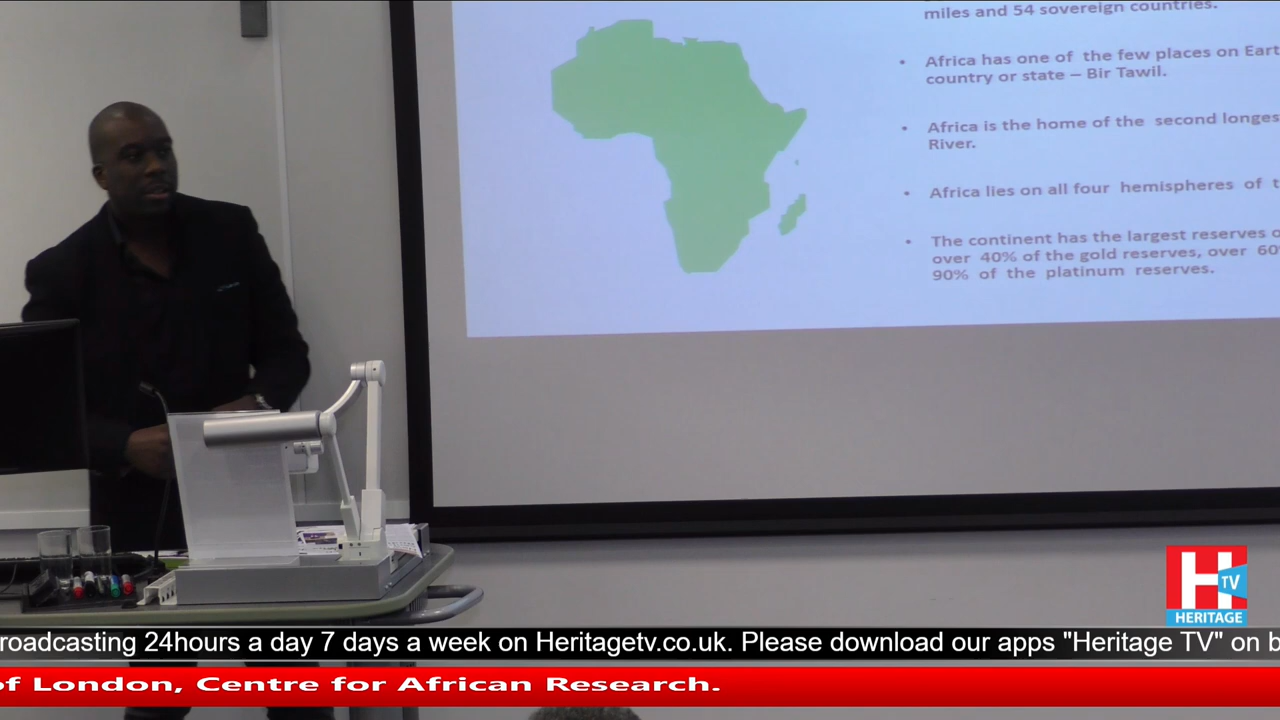 miles and 54 sovereign countries.
• Africa has one of the few places on Eart
country or state – Bir Tawil.
• Africa is the home of the second longes
River.
• Africa lies on all four hemispheres of t
• The continent has the largest reserves o
over 40% of the gold reserves, over 60
90% of the platinum reserves.
H TV
HERITAGE
roadcasting 24hours a day 7 days a week on Heritagetv.co.uk. Please download our apps "Heritage TV" on b
of London, Centre for African Research.